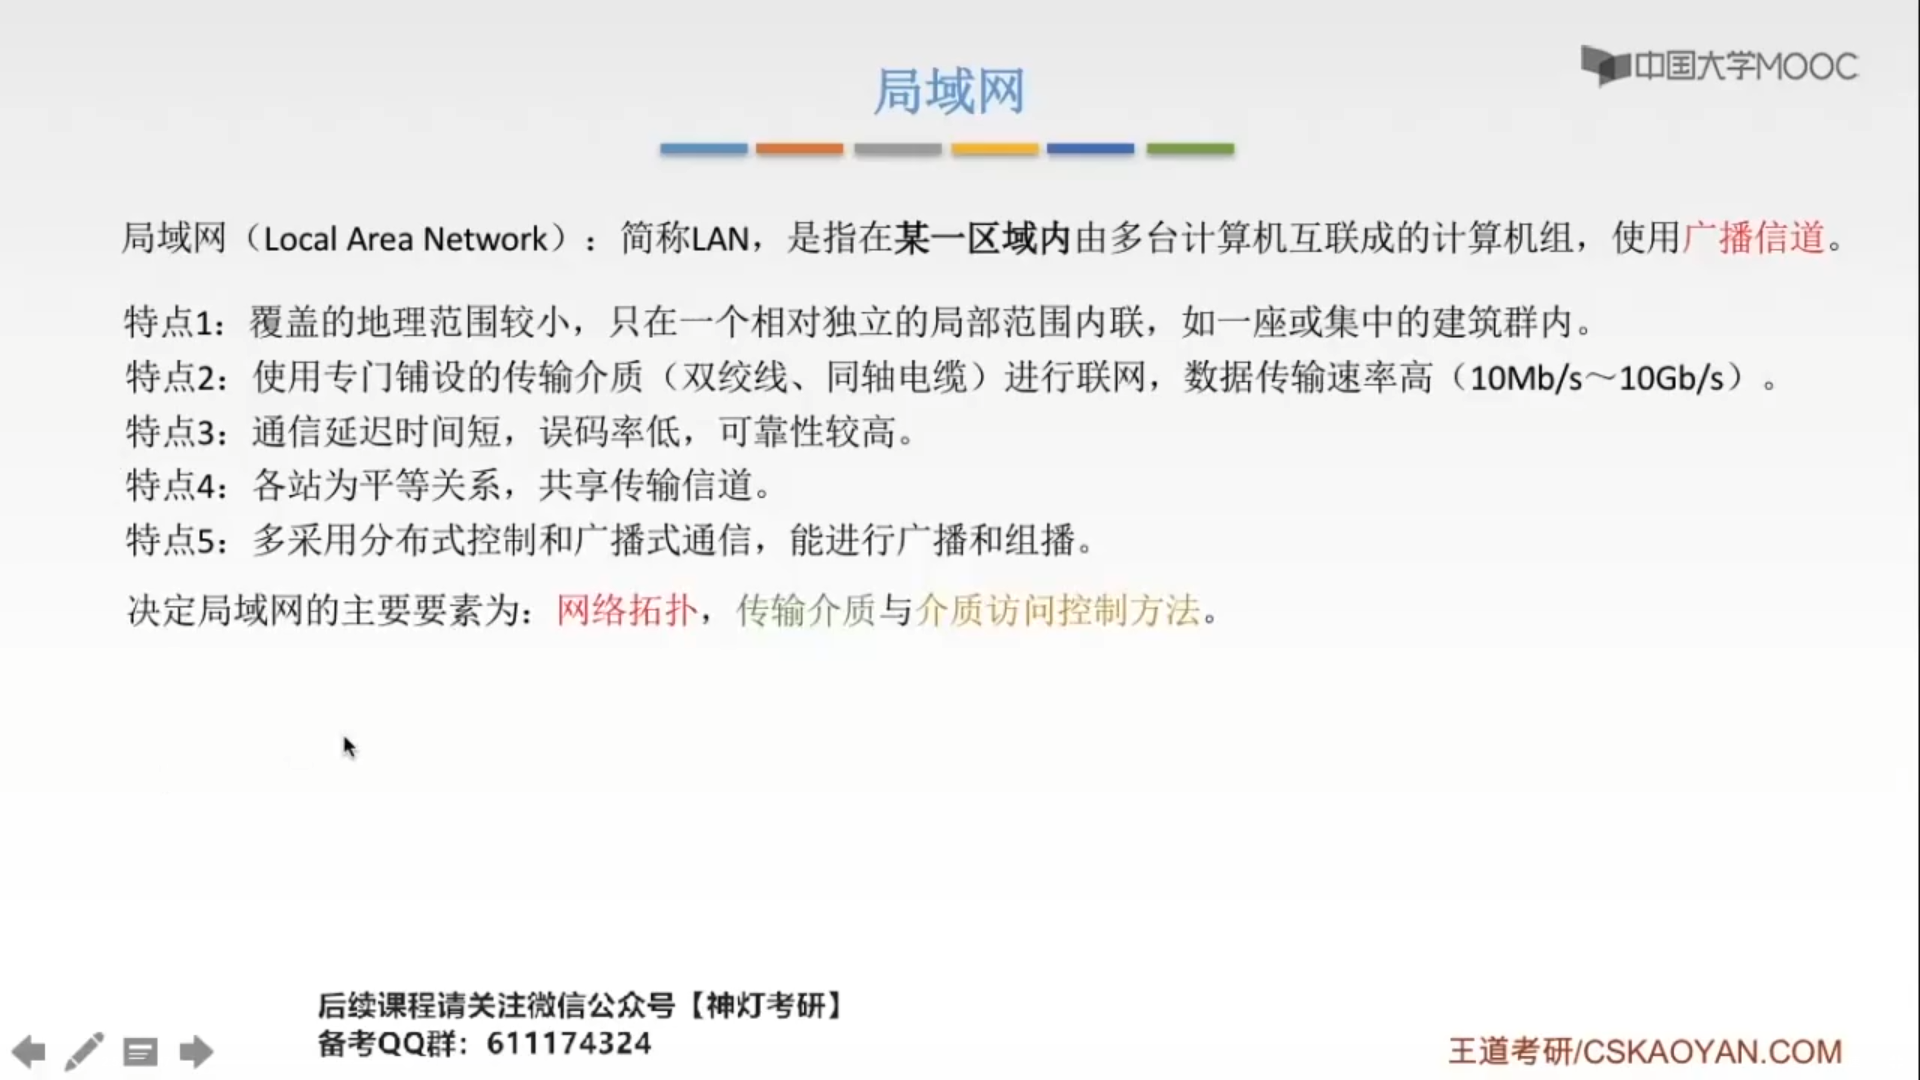 中国大学MOOC
局域网
局域网（Local Area Network）：简称LAN，是指在某一区域内由多台计算机互联成的计算机组，使用广播信道。
特点1：覆盖的地理范围较小，只在一个相对独立的局部范围内联，如一座或集中的建筑群内。
特点2：使用专门铺设的传输介质（双绞线、同轴电缆）进行联网，数据传输速率高（10Mb/s～10Gb/s）。
特点3：通信延迟时间短，误码率低，可靠性较高。
特点4：各站为平等关系，共享传输信道。
特点5：多采用分布式控制和广播式通信，能进行广播和组播。
决定局域网的主要要素为：网络拓扑，传输介质与介质访问控制方法。
后续课程请关注微信公众号【神灯考研】
备考QQ群：611174324
王道考研/CSKAOYAN.COM